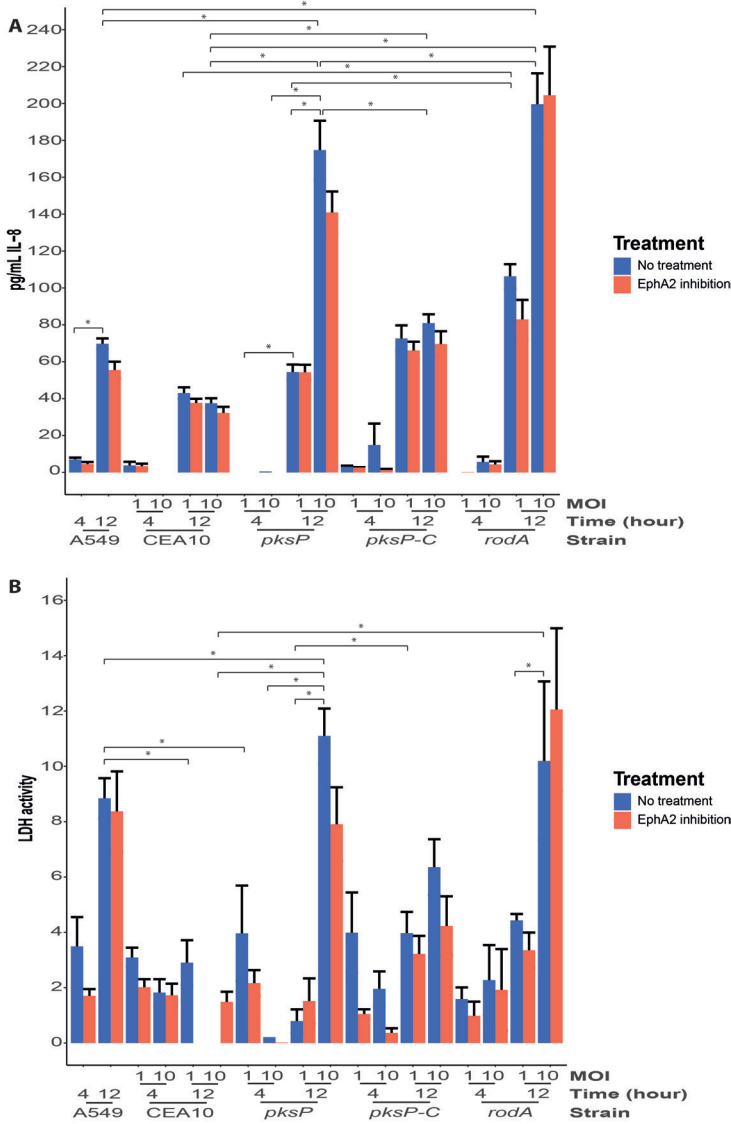 A
*
*
*
*
*
*
*
*
*
*
*
*
*
240
220
200
180
160
140
120
100
80
60
40
20
0
pg/mL IL-8
Treatment
No treatment
EphA2 inhibition
1 10 1 10 1 10 1 10 1 10 1 10 1 10 1 10 MOI
4 12 4 12 4 12 4 12 4 12 Time (hour)
A549 CEA10 pksP pksP-C rodA Strain
B
*
*
*
*
*
*
*
*
*
16
14
12
10
8
6
4
2
0
LDH activity
Treatment
No treatment
EphA2 inhibition
1 10 1 10 1 10 1 10 1 10 1 10 1 10 1 10 MOI
4 12 4 12 4 12 4 12 4 12 Time (hour)
A549 CEA10 pksP pksP-C rodA Strain